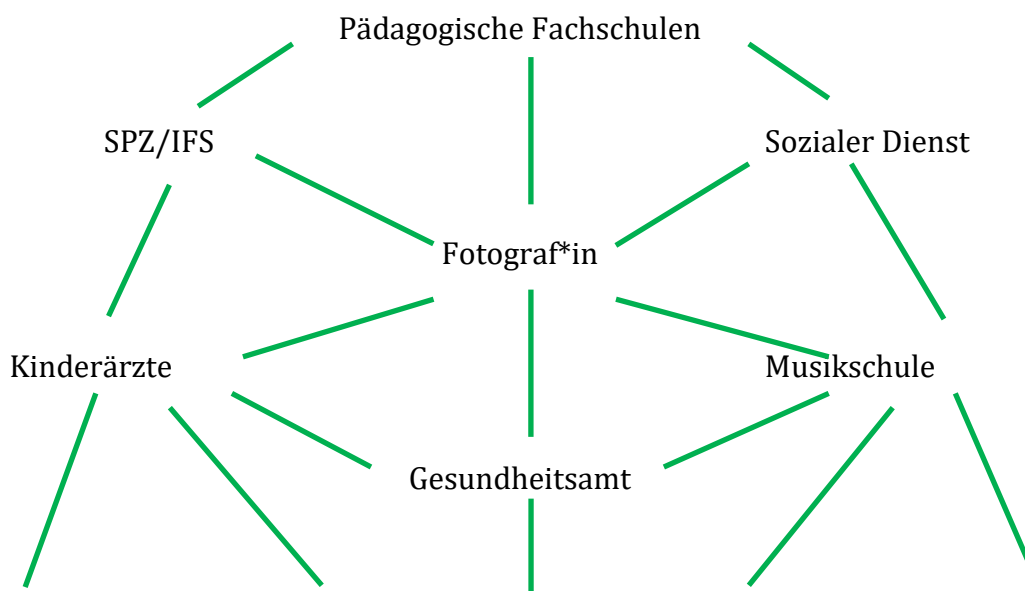 Pädagogische Fachschulen
SPZ/IFS
Sozialer Dienst
Fotograf*in
Kinderärzte
Musikschule
Gesundheitsamt